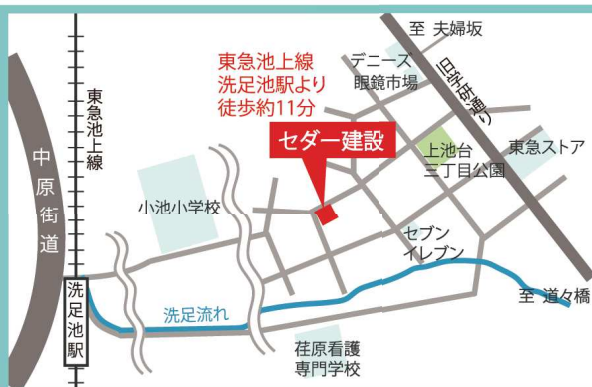 至 夫婦坂
デニーズ
眼鏡市場
旧学研通り
東急池上線
洗足池駅より
徒歩約11分
セダー建設
東急池上線
中原街道
上池台
三丁目公園
東急ストア
小池小学校
セブン
イレブン
至 道々橋
洗足池駅
洗足流れ
荏原看護
専門学校